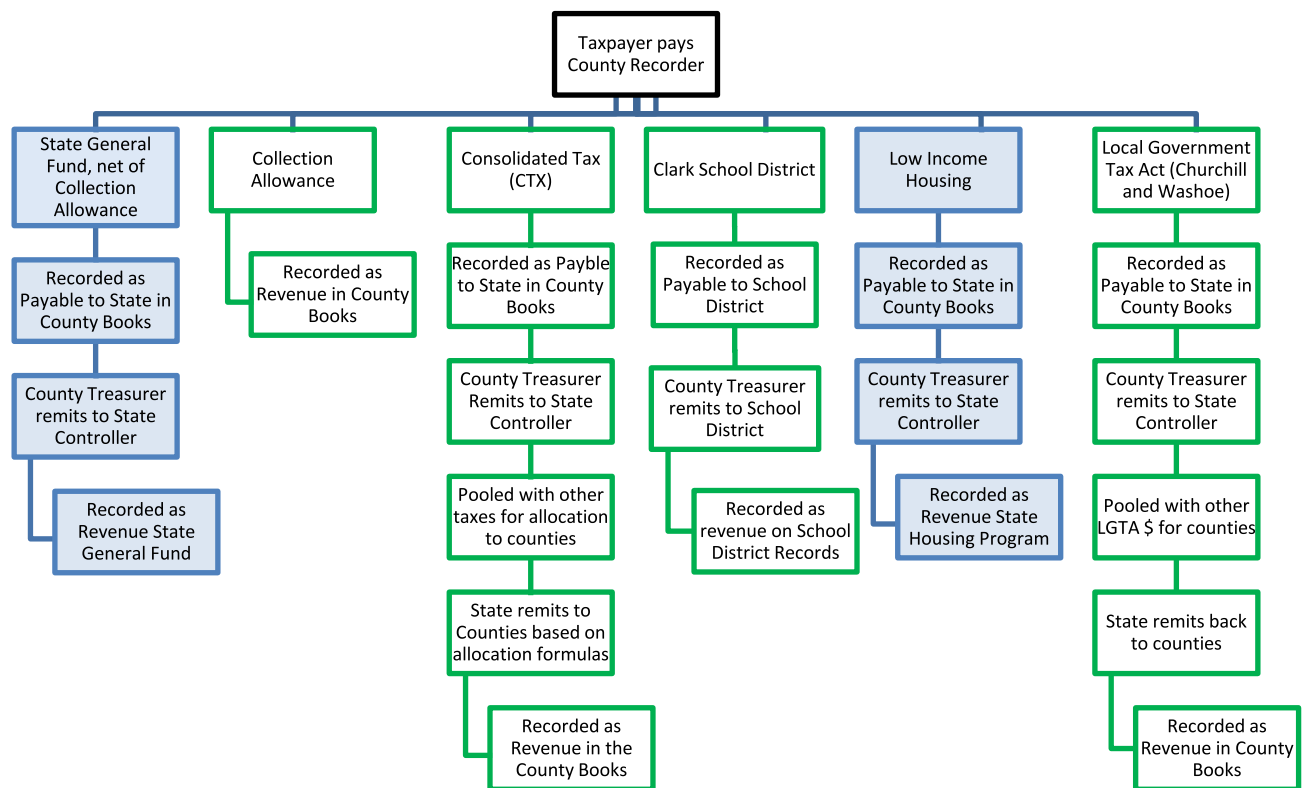 Taxpayer pays
County Recorder
State General
Fund, net of
Collection
Allowance
Recorded as
Payable to State in
County Books
County Treasurer
remits to State
Controller
Recorded as
Revenue State
General Fund
Collection
Allowance
Recorded as
Revenue in County
Books
Consolidated Tax
(CTX)
Recorded as Payble
to State in County
Books
County Treasurer
Remits to State
Controller
Pooled with other
taxes for allocation
to counties
State remits to
Counties based on
allocation formulas
Recorded as
Revenue in the
County Books
Clark School District
Recorded as
Payable to School
District
County Treasurer
remits to School
District
Recorded as
revenue on School
District Records
Low Income
Housing
Recorded as
Payable to State in
County Books
County Treasurer
remits to State
Controller
Recorded as
Revenue State
Housing Program
Local Government
Tax Act (Churchill
and Washoe)
Recorded as
Payable to State in
County Books
County Treasurer
remits to State
Controller
Pooled with other
LGTA $ for counties
State remits back
to counties
Recorded as
Revenue in County
Books